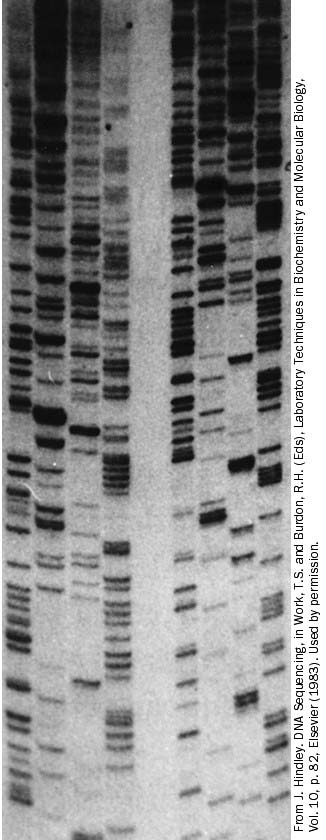 From J. Hindley. DNA Sequencing, in Work, T.S. and Burdon, R.H. (Eds), Laboratory Techniques in Biochemistry and Molecular Biology,
Vol. 10, p. 82, Elsevier (1983). Used by permission.